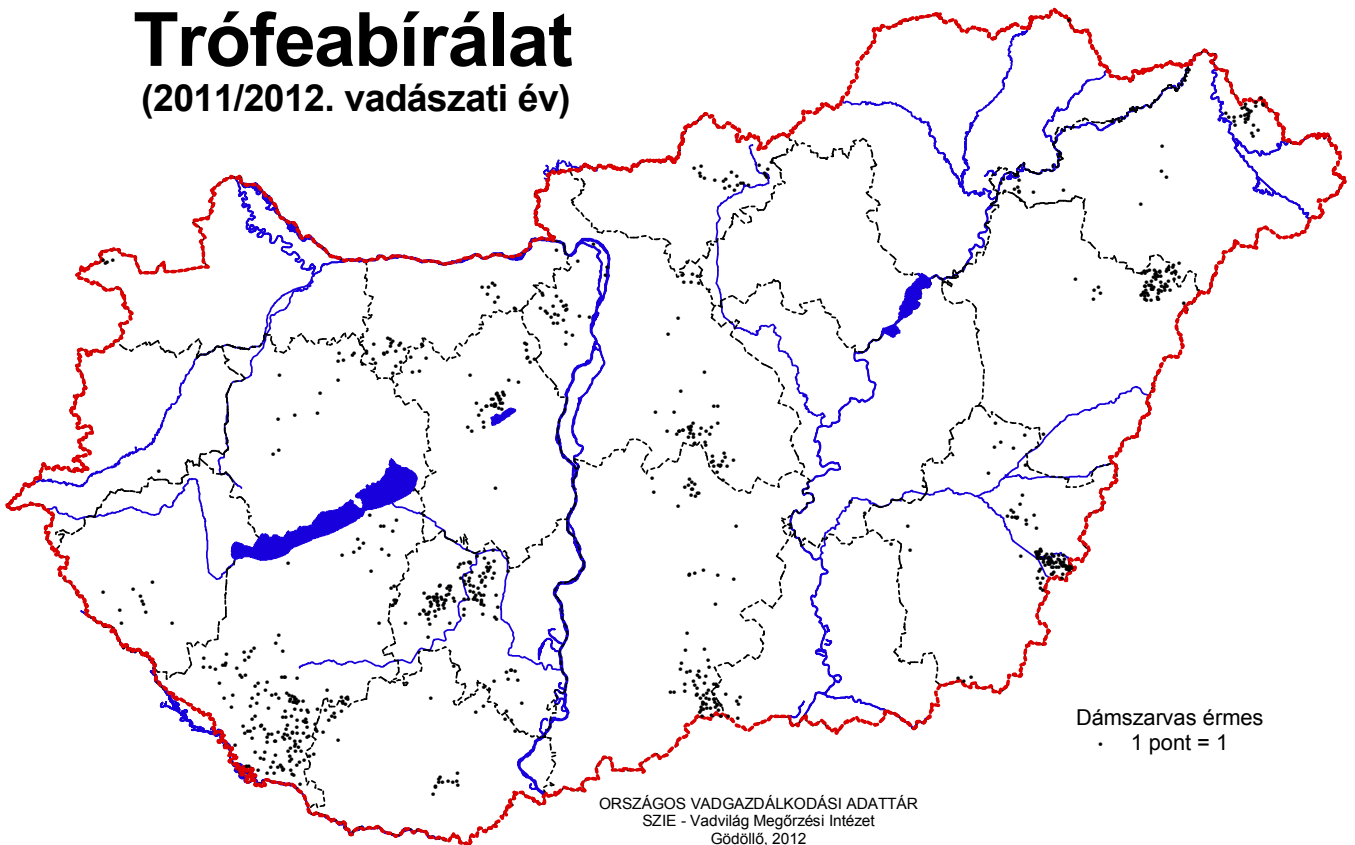 Trófeabírálat
(2011/2012. vadászati év)
Dámszarvas érmes
· 1 pont = 1
ORSZÁGOS VADGAZDÁLKODÁSI ADATTÁR
SZIE - Vadvilág Megőrzési Intézet
Gödöllő, 2012